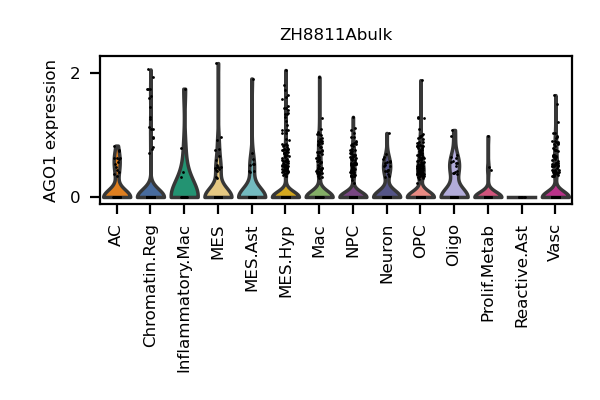 ZH8811Abulk
AGO1 expression
2
0
AC
Chromatin.Reg
Inflammatory.Mac
MES
MES.Ast
MES.Hyp
Mac
NPC
Neuron
OPC
Oligo
Prolif.Metab
Reactive.Ast
Vasc